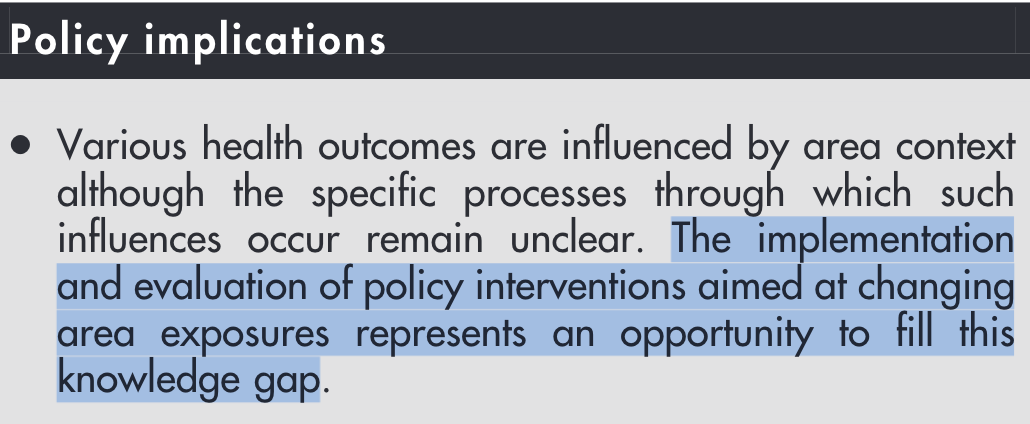 Policy implications
● Various health outcomes are influenced by area context
although the specific processes through which such
influences occur remain unclear. The implementation
and evaluation of policy interventions aimed at changing
area exposures represents an opportunity to fill this
knowledge gap.